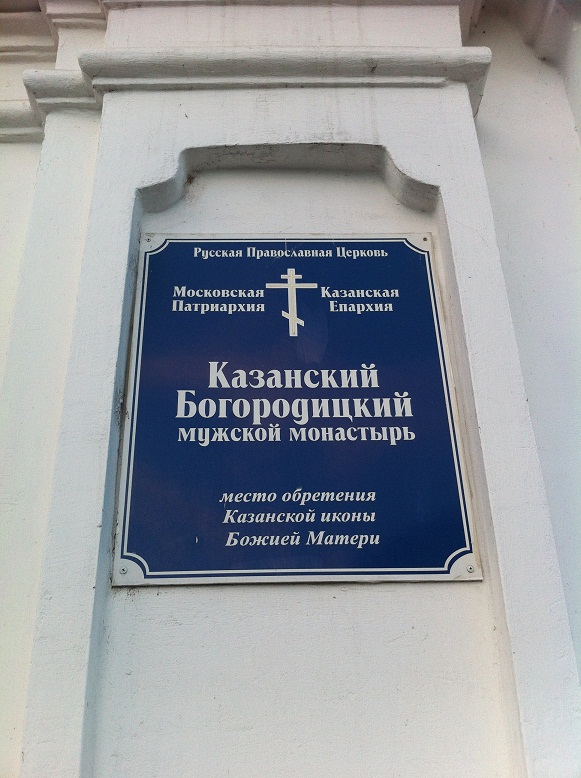 Русская Православная Церковь
Московская Патриархия
Казанская Епархия
Казанский
Богородицкий
мужской монастырь
место обретения
Казанской иконы
Божией Матери